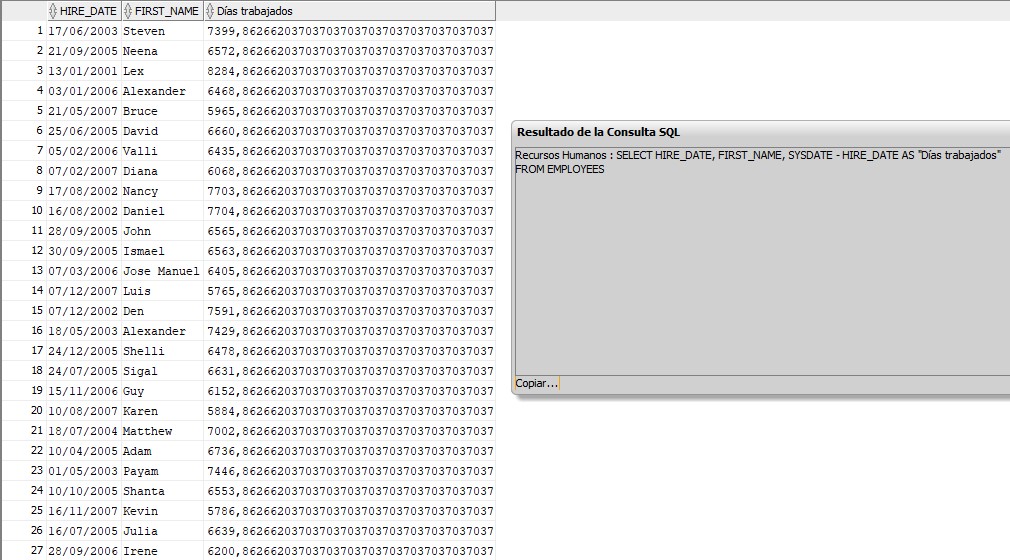 HIRE_DATE FIRST_NAME Días trabajados
1 17/06/2003 Steven 7399,862662037037037037037037037037037037
2 21/09/2005 Neena 6572,862662037037037037037037037037037037
3 13/01/2001 Lex 8284,862662037037037037037037037037037037
4 03/01/2006 Alexander 6468,862662037037037037037037037037037037
5 21/05/2007 Bruce 5965,862662037037037037037037037037037037
6 25/06/2005 David 6660,862662037037037037037037037037037037
7 05/02/2006 Valli 6435,862662037037037037037037037037037037
8 07/02/2007 Diana 6068,862662037037037037037037037037037037
9 17/08/2002 Nancy 7703,862662037037037037037037037037037037
10 16/08/2002 Daniel 7704,862662037037037037037037037037037037
11 28/09/2005 John 6565,862662037037037037037037037037037037
12 30/09/2005 Ismael 6563,862662037037037037037037037037037037
13 07/03/2006 Jose Manuel 6405,862662037037037037037037037037037037
14 07/12/2007 Luis 5765,862662037037037037037037037037037037
15 07/12/2002 Den 7591,862662037037037037037037037037037037
16 18/05/2003 Alexander 7429,862662037037037037037037037037037037
17 24/12/2005 Shelli 6478,862662037037037037037037037037037037
18 24/07/2005 Sigal 6631,862662037037037037037037037037037037
19 15/11/2006 Guy 6152,862662037037037037037037037037037037
20 10/08/2007 Karen 5884,862662037037037037037037037037037037
21 18/07/2004 Matthew 7002,862662037037037037037037037037037037
22 10/04/2005 Adam 6736,862662037037037037037037037037037037
23 01/05/2003 Payam 7446,862662037037037037037037037037037037
24 10/10/2005 Shanta 6553,862662037037037037037037037037037037
25 16/11/2007 Kevin 5786,862662037037037037037037037037037037
26 16/07/2005 Julia 6639,862662037037037037037037037037037037
27 28/09/2006 Irene 6200,862662037037037037037037037037037037
Resultado de la Consulta SQL
Recursos Humanos : SELECT HIRE_DATE, FIRST_NAME, SYSDATE - HIRE_DATE AS "Días trabajados"
FROM EMPLOYEES
Copiar...